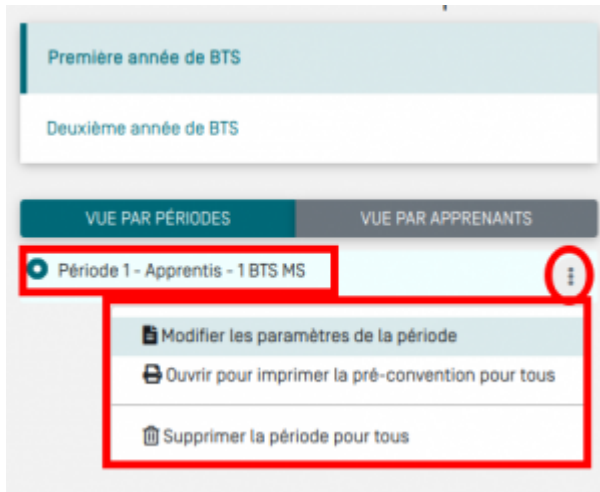 Première année de BTS
Deuxième année de BTS
VUE PAR PÉRIODES
VUE PAR APPRENANTS
Période 1 - Apprentis - 1 BTS MS
Modifier les paramètres de la période
Ouvrir pour imprimer la pré-convention pour tous
Supprimer la période pour tous